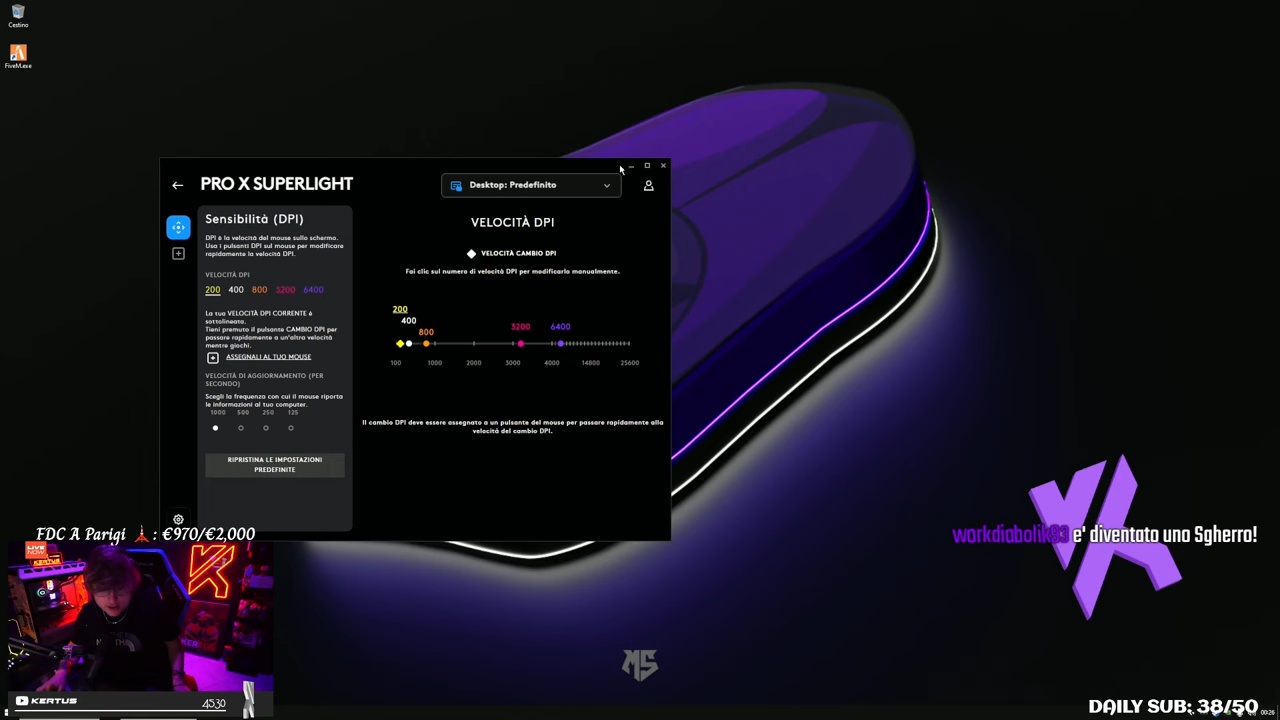 Cestino
FiveM.exe
PRO X SUPERLIGHT
Desktop: Predefinito
Sensibilità (DPI)
DPI è la velocità del mouse sullo schermo.
Usa i pulsanti DPI sul mouse per modificare
rapidamente la velocità DPI.
VELOCITÀ DPI
200 400 800 3200 6400
La tua VELOCITÀ DPI CORRENTE è
sottolineata.
Tieni premuto il pulsante CAMBIO DPI per
passare rapidamente a un'altra velocità
mentre giochi.
ASSEGNALI AL TUO MOUSE
VELOCITÀ DI AGGIORNAMENTO (PER
SECONDO)
Scegli la frequenza con cui il mouse riporta
le informazioni al tuo computer.
1000 500 250 125
RIPRISTINA LE IMPOSTAZIONI
PREDEFINITE
VELOCITÀ DPI
VELOCITÀ CAMBIO DPI
Fai clic sul numero di velocità DPI per modificarlo manualmente.
200
400
800 3200 6400
100 1000 2000 3000 4000 14800 25600
Il cambio DPI deve essere assegnato a un pulsante del mouse per passare rapidamente alla
velocità del cambio DPI.
FDC A Parigi 🗼: €970/€2,000
LIVE
NOW
KERTUS
KERTUS
4530
MS
workdiabolik93 e' diventato uno Sgherro!
DAILY SUB: 38/50
00:26